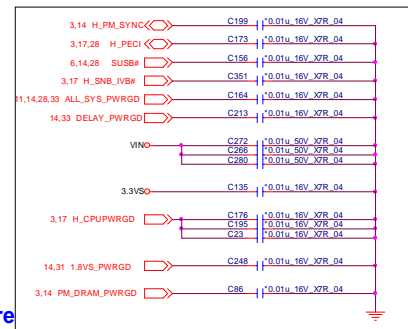 3,14 H_PM_SYNC C199 *0.01u_16V_X7R_04
3,17,28 H_PECI C173 *0.01u_16V_X7R_04
6,14,28 SUSB# C156 *0.01u_16V_X7R_04
3,17 H_SNB_IVB# C351 *0.01u_16V_X7R_04
11,14,28,33 ALL_SYS_PWRGD C164 *0.01u_16V_X7R_04
14,33 DELAY_PWRGD C213 *0.01u_16V_X7R_04
VIN C272 *0.01u_50V_X7R_04
C266 *0.01u_50V_X7R_04
C280 *0.01u_50V_X7R_04
3.3VS C135 *0.01u_16V_X7R_04
3,17 H_CPUPWRGD C176 *0.01u_16V_X7R_04
C195 *0.01u_16V_X7R_04
C23 *0.01u_16V_X7R_04
14,31 1.8VS_PWRGD C248 *0.01u_16V_X7R_04
3,14 PM_DRAM_PWRGD C86 *0.01u_16V_X7R_04
re